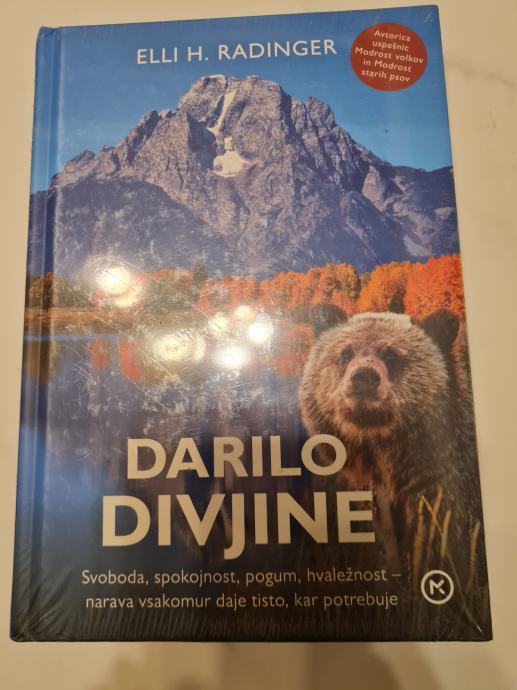 ELLI H. RADINGER
Avtorica
uspešnic
Modrost volkov
in Modrost
starih psov
DARILO
DIVJINE
Svoboda, spokojnost, pogum, hvaležnost –
narava vsakomur daje tisto, kar potrebuje